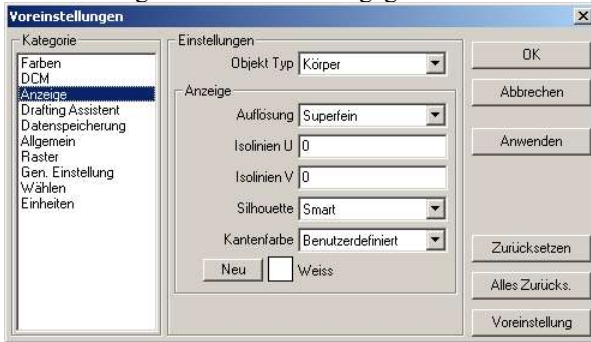 Voreinstellungen
Kategorie
Farben
DCM
Anzeige
Drafting Assistent
Datenspeicherung
Allgemein
Raster
Gen. Einstellung
Wählen
Einheiten
Einstellungen
Objekt Typ Körper
Anzeige
Auflösung Superfein
Isolinien U 0
Isolinien V 0
Silhouette Smart
Kantenfarbe Benutzerdefiniert
Neu Weiss
OK
Abbrechen
Anwenden
Zurücksetzen
Alles Zurücks.
Voreinstellung